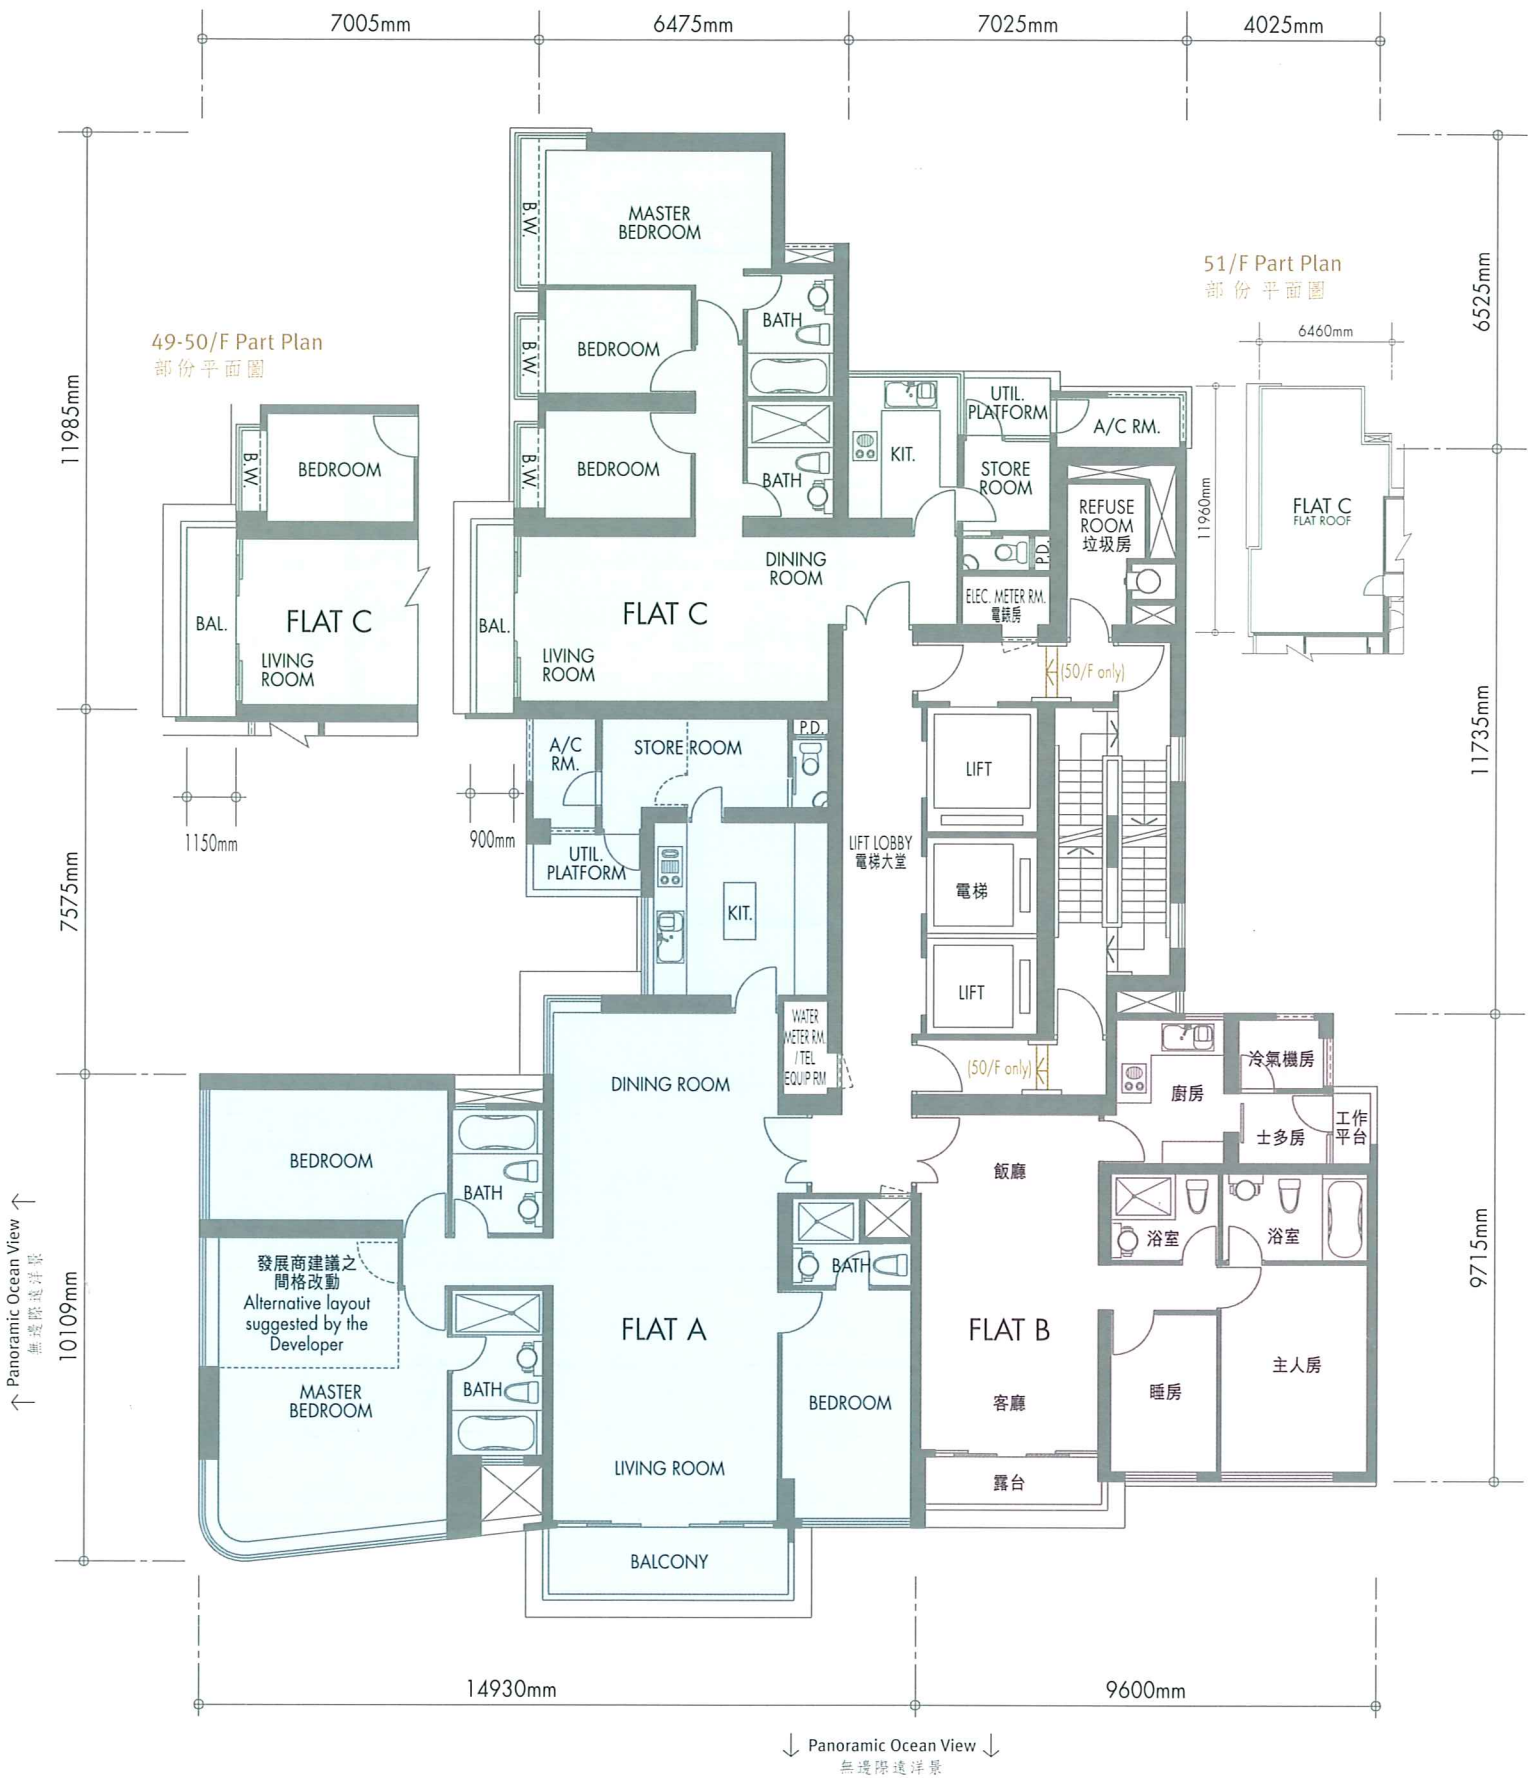 7005mm
6475mm
7025mm
4025mm
11985mm
7575mm
10109mm
↑ Panoramic Ocean View ↑
無邊際遠洋景
49-50/F Part Plan
部份平面圖
B.W.
BEDROOM
BAL.
FLAT C
LIVING
ROOM
1150mm
900mm
B.W.
MASTER
BEDROOM
BATH
B.W.
BEDROOM
B.W.
BEDROOM
BATH
KIT.
UTIL.
PLATFORM
A/C RM.
STORE
ROOM
REFUSE
ROOM
垃圾房
DINING
ROOM
P.D.
ELEC. METER RM.
電錶房
BAL.
FLAT C
LIVING
ROOM
(50/F only)
A/C
RM.
STORE ROOM
P.D.
UTIL.
PLATFORM
KIT.
LIFT
LIFT LOBBY
電梯大堂
電梯
LIFT
WATER
METER RM.
/ TEL
EQUIP RM
(50/F only)
DINING ROOM
BEDROOM
BATH
發展商建議之
間格改動
Alternative layout
suggested by the
Developer
MASTER
BEDROOM
BATH
FLAT A
LIVING ROOM
BALCONY
BATH
BEDROOM
廚房
冷氣機房
士多房
工作
平台
飯廳
浴室
浴室
FLAT B
客廳
睡房
主人房
露台
51/F Part Plan
部份平面圖
6460mm
11960mm
FLAT C
FLAT ROOF
6525mm
11735mm
9715mm
14930mm
9600mm
↓ Panoramic Ocean View ↓
無邊際遠洋景